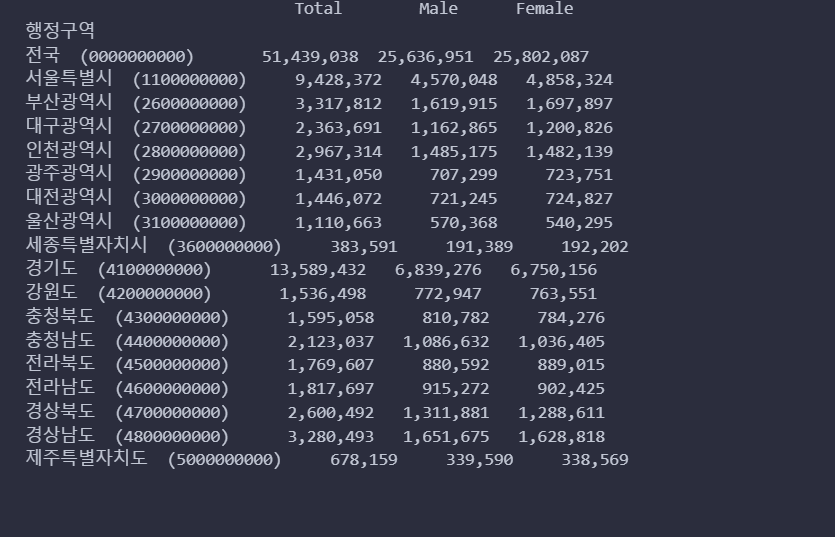 Total Male Female
행정구역
전국 (0000000000) 51,439,038 25,636,951 25,802,087
서울특별시 (1100000000) 9,428,372 4,570,048 4,858,324
부산광역시 (2600000000) 3,317,812 1,619,915 1,697,897
대구광역시 (2700000000) 2,363,691 1,162,865 1,200,826
인천광역시 (2800000000) 2,967,314 1,485,175 1,482,139
광주광역시 (2900000000) 1,431,050 707,299 723,751
대전광역시 (3000000000) 1,446,072 721,245 724,827
울산광역시 (3100000000) 1,110,663 570,368 540,295
세종특별자치시 (3600000000) 383,591 191,389 192,202
경기도 (4100000000) 13,589,432 6,839,276 6,750,156
강원도 (4200000000) 1,536,498 772,947 763,551
충청북도 (4300000000) 1,595,058 810,782 784,276
충청남도 (4400000000) 2,123,037 1,086,632 1,036,405
전라북도 (4500000000) 1,769,607 880,592 889,015
전라남도 (4600000000) 1,817,697 915,272 902,425
경상북도 (4700000000) 2,600,492 1,311,881 1,288,611
경상남도 (4800000000) 3,280,493 1,651,675 1,628,818
제주특별자치도 (5000000000) 678,159 339,590 338,569